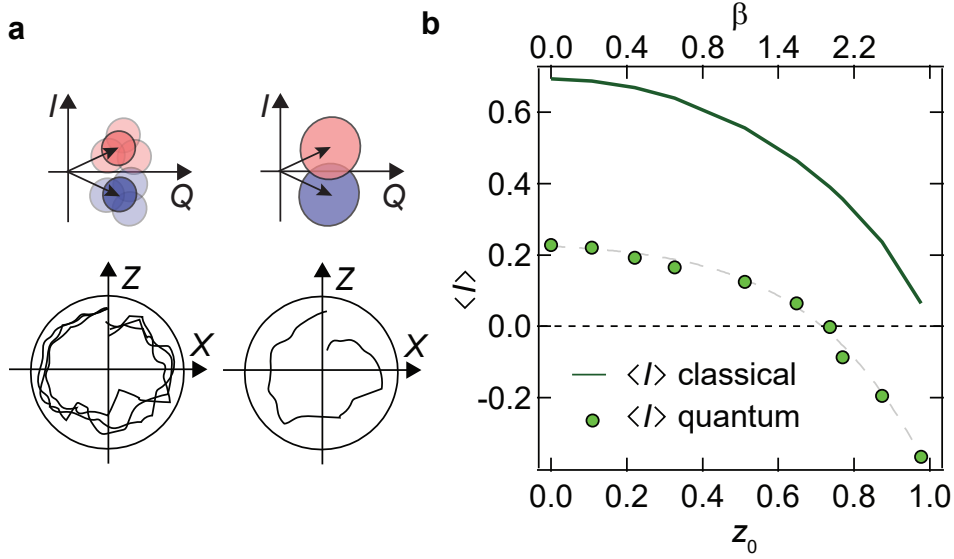 a
I
Q
I
Q
Z
X
Z
X
b
β
0.0 0.4 0.8 1.4 2.2
<I>
0.6
0.4
0.2
0.0
-0.2
<I> classical
<I> quantum
0.0 0.2 0.4 0.6 0.8 1.0
z0